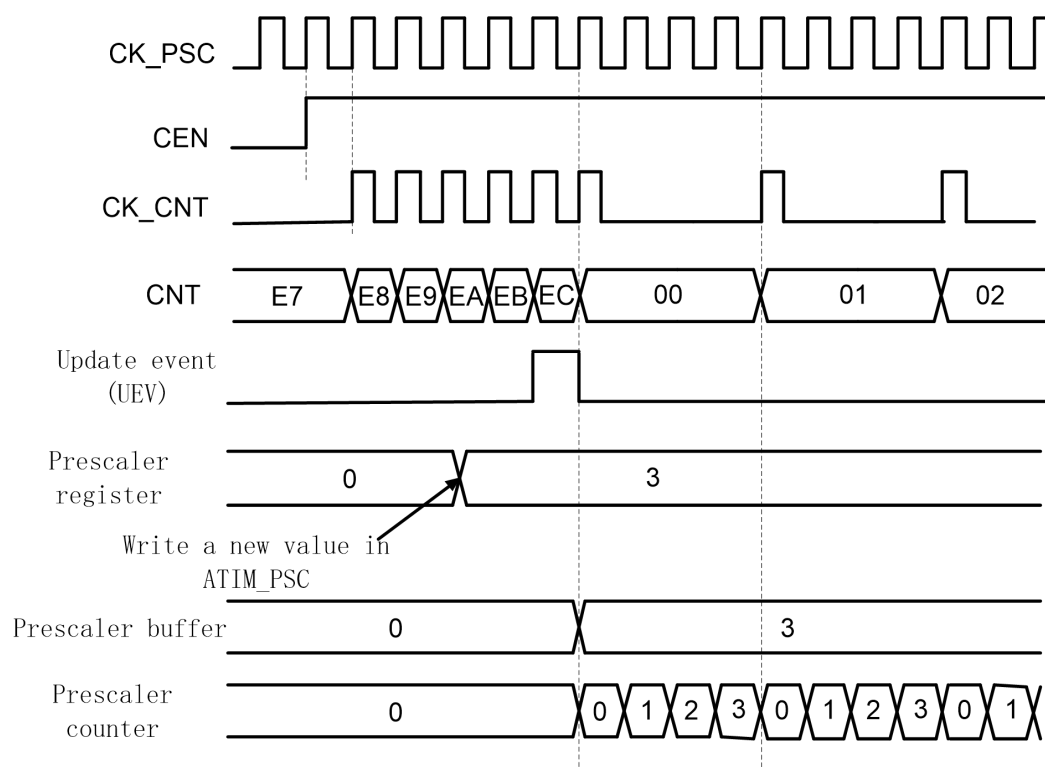 CK_PSC
CEN
CK_CNT
CNT E7 E8 E9 EA EB EC 00 01 02
Update event
(UEV)
Prescaler
register
0 3
Write a new value in
ATIM_PSC
Prescaler buffer 0 3
Prescaler
counter
0 0 1 2 3 0 1 2 3 0 1